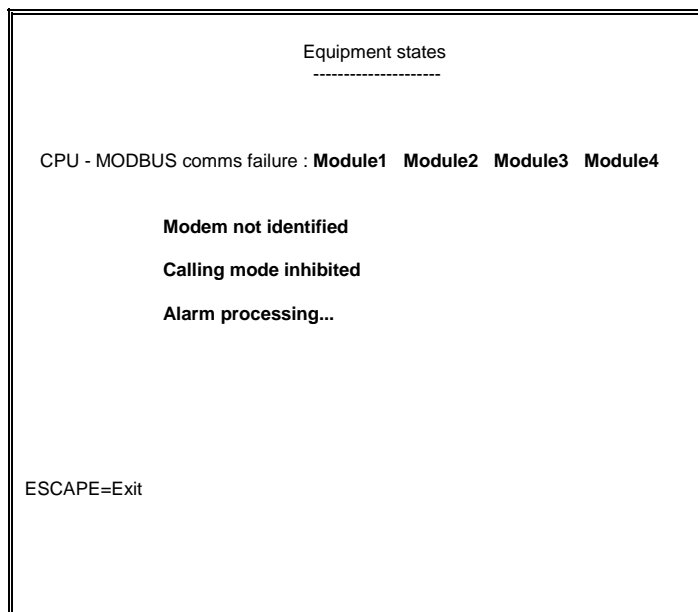 Equipment states
---------------------
CPU - MODBUS comms failure : Module1 Module2 Module3 Module4
Modem not identified
Calling mode inhibited
Alarm processing...
ESCAPE=Exit